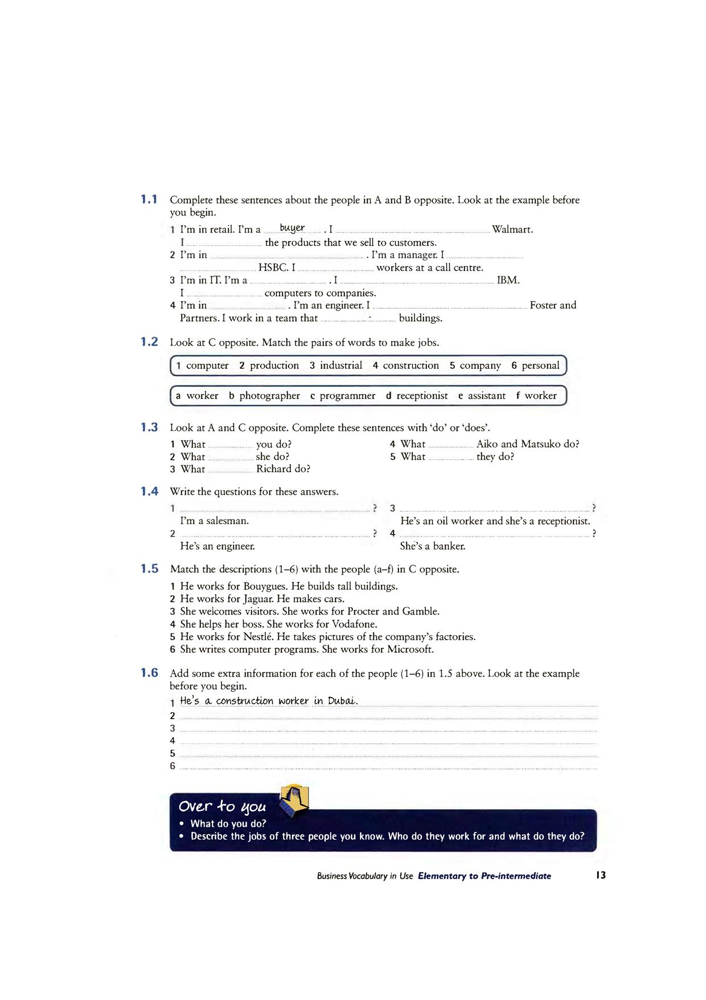 1.1 Complete these sentences about the people in A and B opposite. Look at the example before
you begin.
1 I'm in retail. I'm a buyer . I Walmart.
I the products that we sell to customers.
2 I'm in . I'm a manager. I
HSBC. I workers at a call centre.
3 I'm in IT. I'm a . I IBM.
I computers to companies.
4 I'm in . I'm an engineer. I Foster and
Partners. I work in a team that buildings.
1.2 Look at C opposite. Match the pairs of words to make jobs.
1 computer 2 production 3 industrial 4 construction 5 company 6 personal
a worker b photographer c programmer d receptionist e assistant f worker
1.3 Look at A and C opposite. Complete these sentences with 'do' or 'does'.
1 What you do?
2 What she do?
3 What Richard do?
4 What Aiko and Matsuko do?
5 What they do?
1.4 Write the questions for these answers.
1 ?
I'm a salesman.
2 ?
He's an engineer.
3 ?
He's an oil worker and she's a receptionist.
4 ?
She's a banker.
1.5 Match the descriptions (1–6) with the people (a–f) in C opposite.
1 He works for Bouygues. He builds tall buildings.
2 He works for Jaguar. He makes cars.
3 She welcomes visitors. She works for Procter and Gamble.
4 She helps her boss. She works for Vodafone.
5 He works for Nestlé. He takes pictures of the company's factories.
6 She writes computer programs. She works for Microsoft.
1.6 Add some extra information for each of the people (1–6) in 1.5 above. Look at the example
before you begin.
1 He's a construction worker in Dubai.
2
3
4
5
6
Over to you
• What do you do?
• Describe the jobs of three people you know. Who do they work for and what do they do?
Business Vocabulary in Use Elementary to Pre-intermediate 13